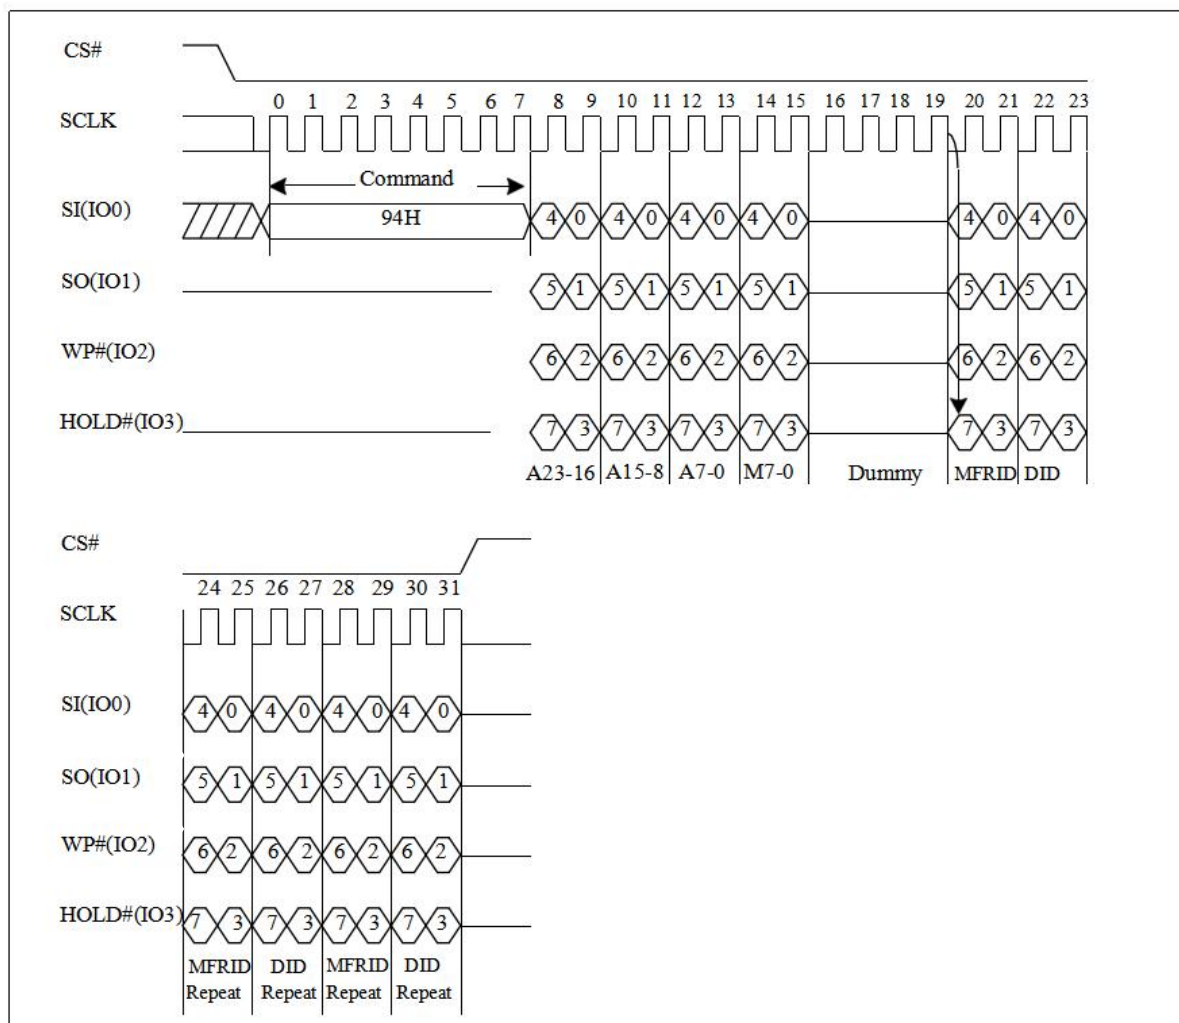 CS#
0 1 2 3 4 5 6 7 8 9 10 11 12 13 14 15 16 17 18 19 20 21 22 23
SCLK
Command
SI(IO0) 94H 4 0 4 0 4 0 4 0 4 0 4 0
SO(IO1) 5 1 5 1 5 1 5 1 5 1 5 1
WP#(IO2) 6 2 6 2 6 2 6 2 6 2 6 2
HOLD#(IO3) 7 3 7 3 7 3 7 3 7 3 7 3
A23-16 A15-8 A7-0 M7-0 Dummy MFRID DID
CS#
24 25 26 27 28 29 30 31
SCLK
SI(IO0) 4 0 4 0 4 0 4 0
SO(IO1) 5 1 5 1 5 1 5 1
WP#(IO2) 6 2 6 2 6 2 6 2
HOLD#(IO3) 7 3 7 3 7 3 7 3
MFRID DID MFRID DID
Repeat Repeat Repeat Repeat